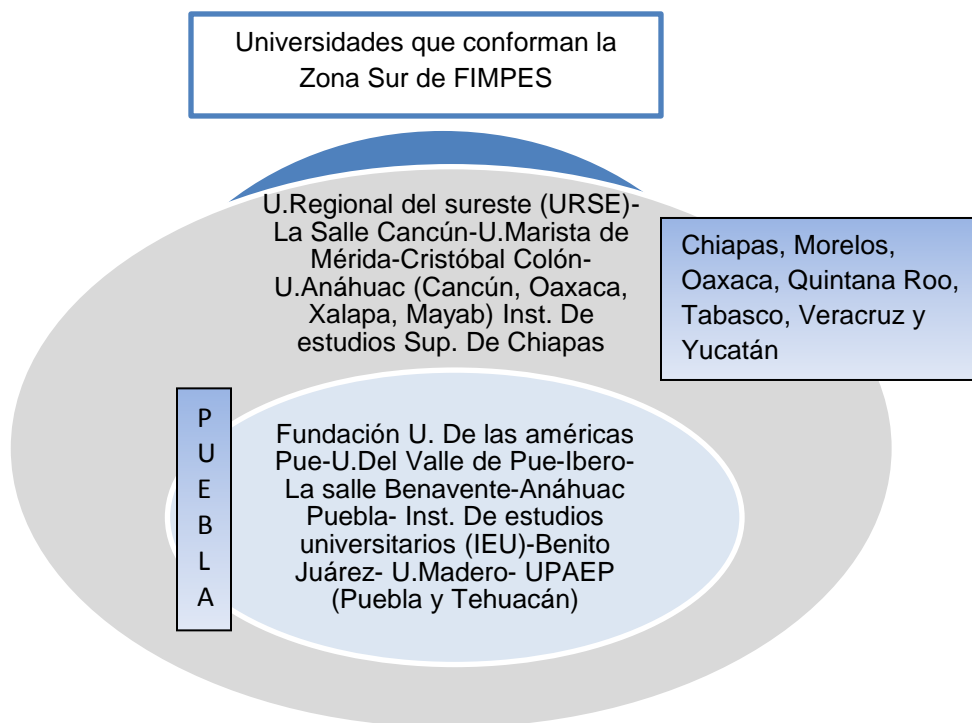 Universidades que conforman la
Zona Sur de FIMPES
U.Regional del sureste (URSE)-
La Salle Cancún-U.Marista de
Mérida-Cristóbal Colón-
U.Anáhuac (Cancún, Oaxaca,
Xalapa, Mayab) Inst. De
estudios Sup. De Chiapas
Chiapas, Morelos,
Oaxaca, Quintana Roo,
Tabasco, Veracruz y
Yucatán
P
U
E
B
L
A
Fundación U. De las américas
Pue-U.Del Valle de Pue-Ibero-
La salle Benavente-Anáhuac
Puebla- Inst. De estudios
universitarios (IEU)-Benito
Juárez- U.Madero- UPAEP
(Puebla y Tehuacán)